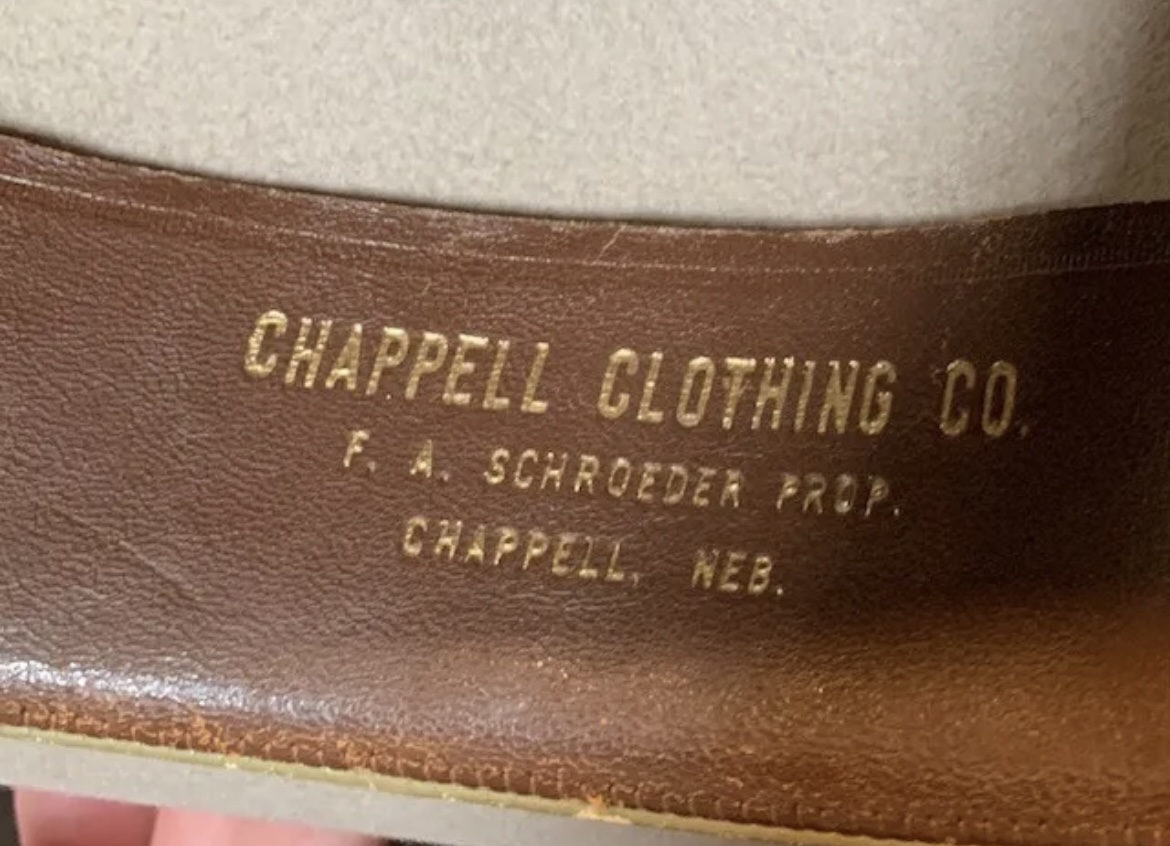 CHAPPELL CLOTHING CO.
F. A. SCHROEDER PROP.
CHAPPELL, NEB.